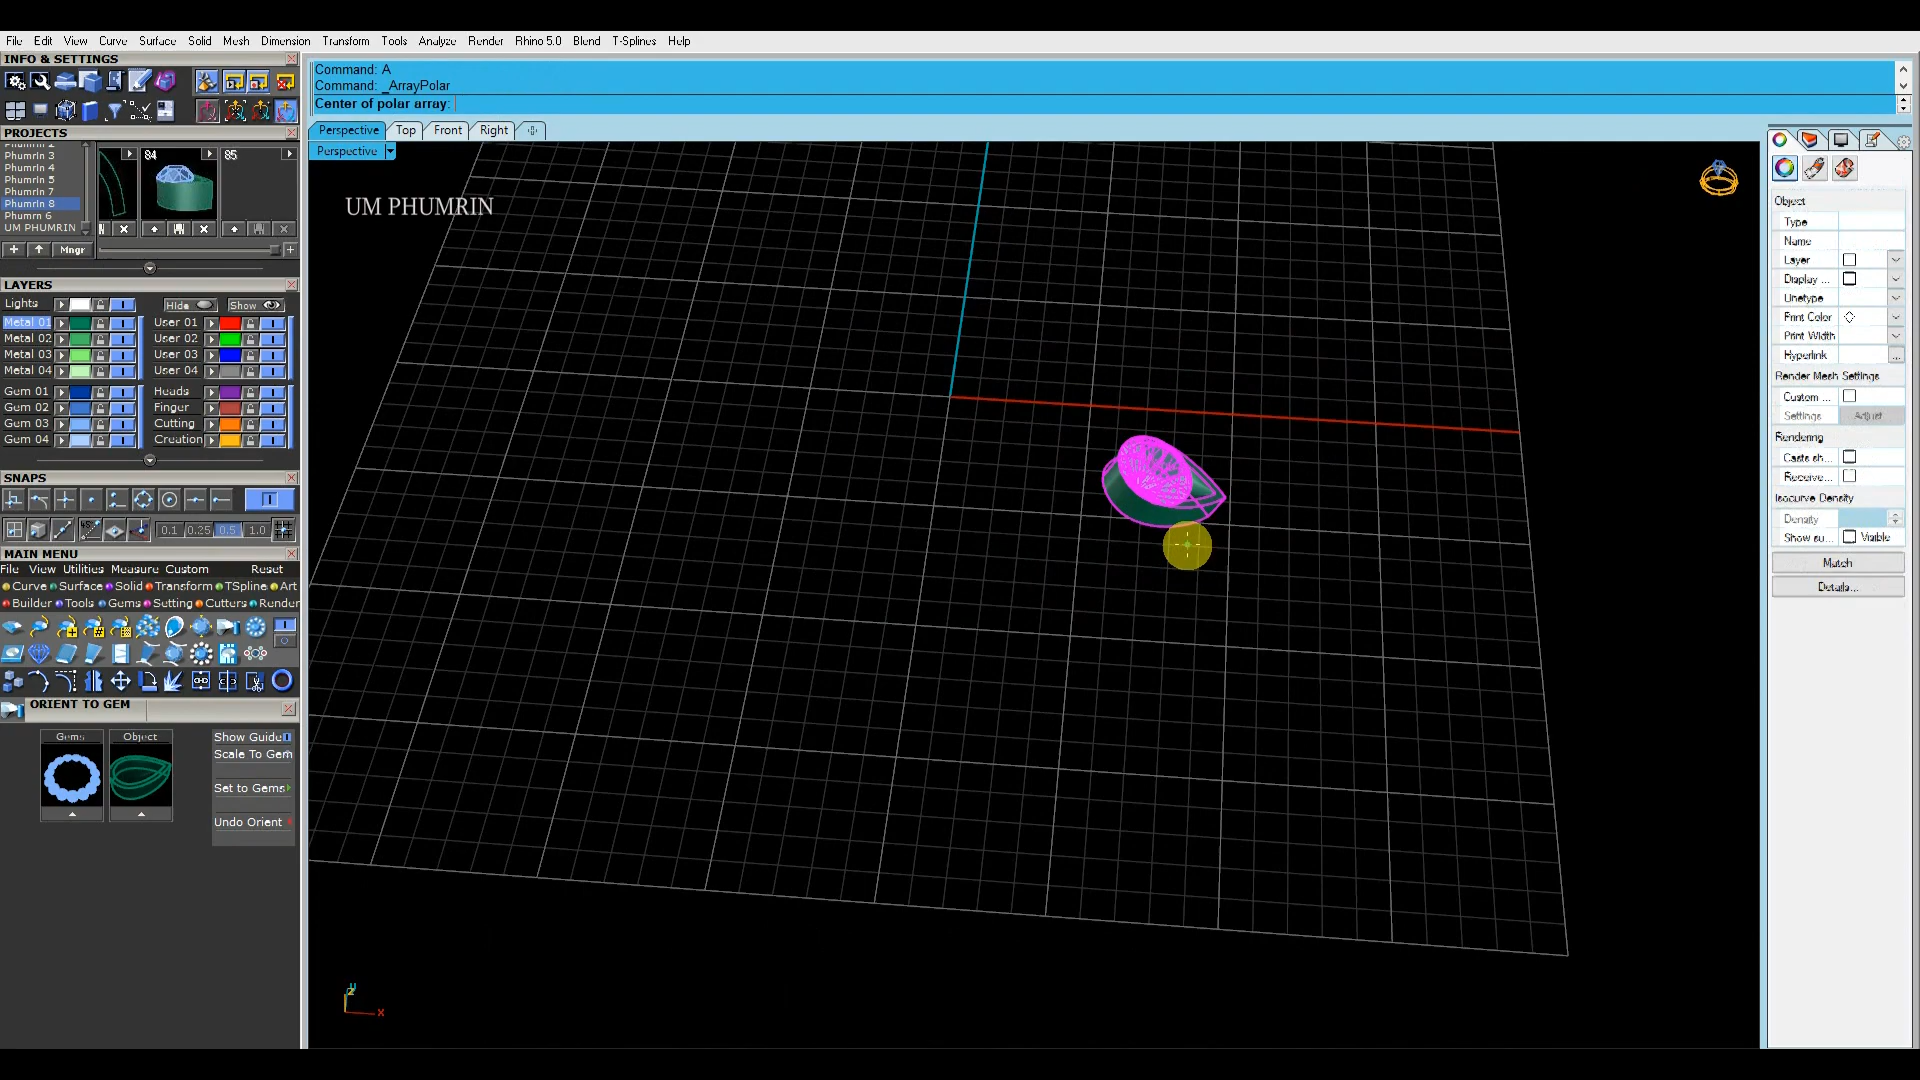 File Edit View Curve Surface Solid Mesh Dimension Transform Tools Analyze Render Rhino 5.0 Blend T-Splines Help
INFO & SETTINGS
Command: A
Command: _ArrayPolar
Center of polar array:
PROJECTS
Perspective Top Front Right
Perspective
Phumrin 3
Phumrin 4
Phumrin 5
Phumrin 7
Phumrin 8
Phumm 6
UM PHUMRIN
84
85
Mngr
UM PHUMRIN
LAYERS
Lights Hide Show
Metal 01 User 01
Metal 02 User 02
Metal 03 User 03
Metal 04 User 04
Gem 01 Heads
Gem 02 Finger
Gem 03 Cutting
Gem 04 Creation
SNAPS
0.1 0.25 0.5 1.0
MAIN MENU
File View Utilities Measure Custom Reset
Curve Surface Solid Transform TSpline Art
Builder Tools Gems Setting Cutters Render
ORIENT TO GEM
Gems Object
Show Guide
Scale To Gem
Set to Gems
Undo Orient
Object
Type
Name
Layer
Display ...
Linetype
Print Color
Print Width
Hyperlink ...
Render Mesh Settings
Custom ...
Settings Adjust
Rendering
Casts sh...
Receive...
Isocurve Density
Density
Show su... Visible
Match
Details...
y
z
x